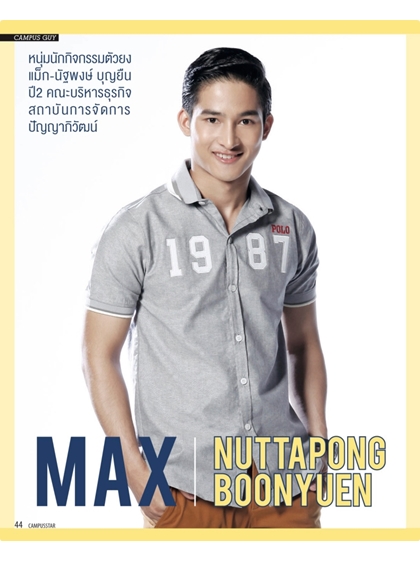 CAMPUS GUY
หนุ่มนักกิจกรรมตัวยง
แม็ก-นัฐพงษ์ บุญยืน
ปี2 คณะบริหารธุรกิจ
สถาบันการจัดการ
ปัญญาภิวัฒน์
POLO
1987
MAX
NUTTAPONG
BOONYUEN
44 CAMPUSSTAR